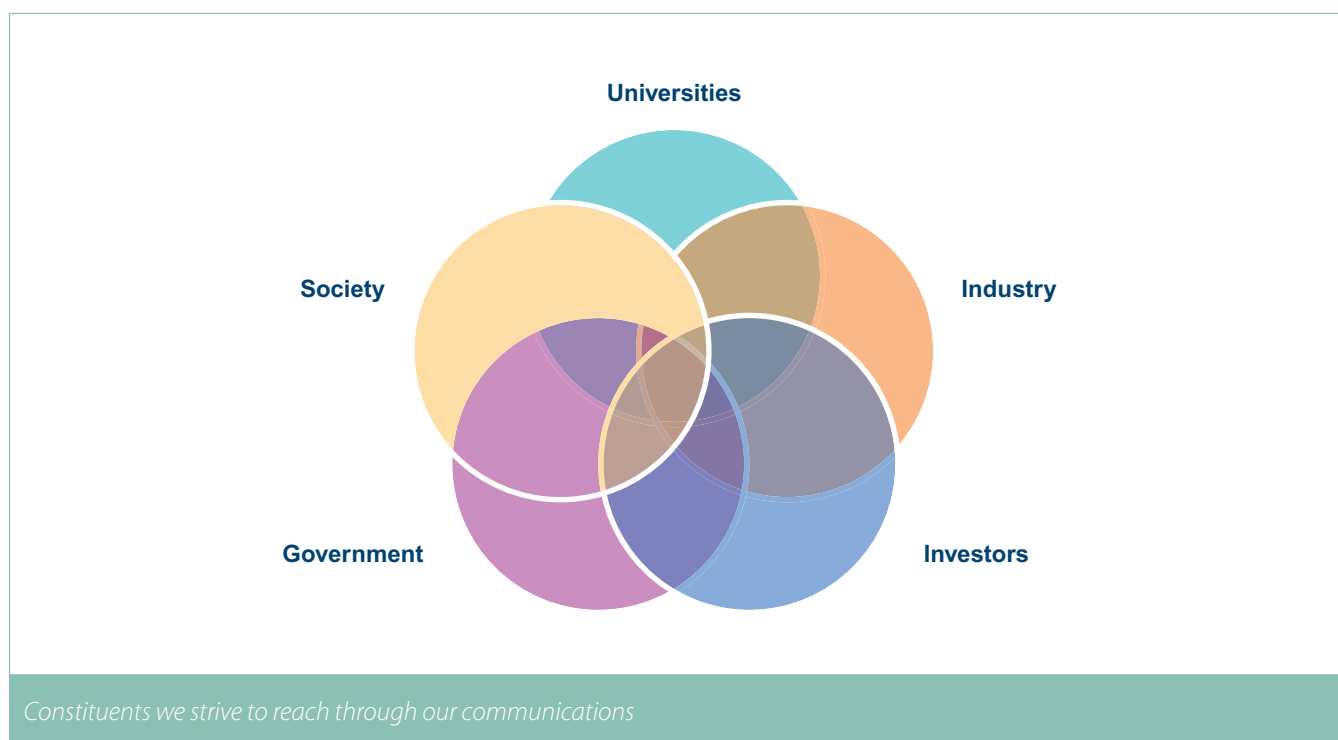 Universities
Society
Industry
Government
Investors
Constituents we strive to reach through our communications